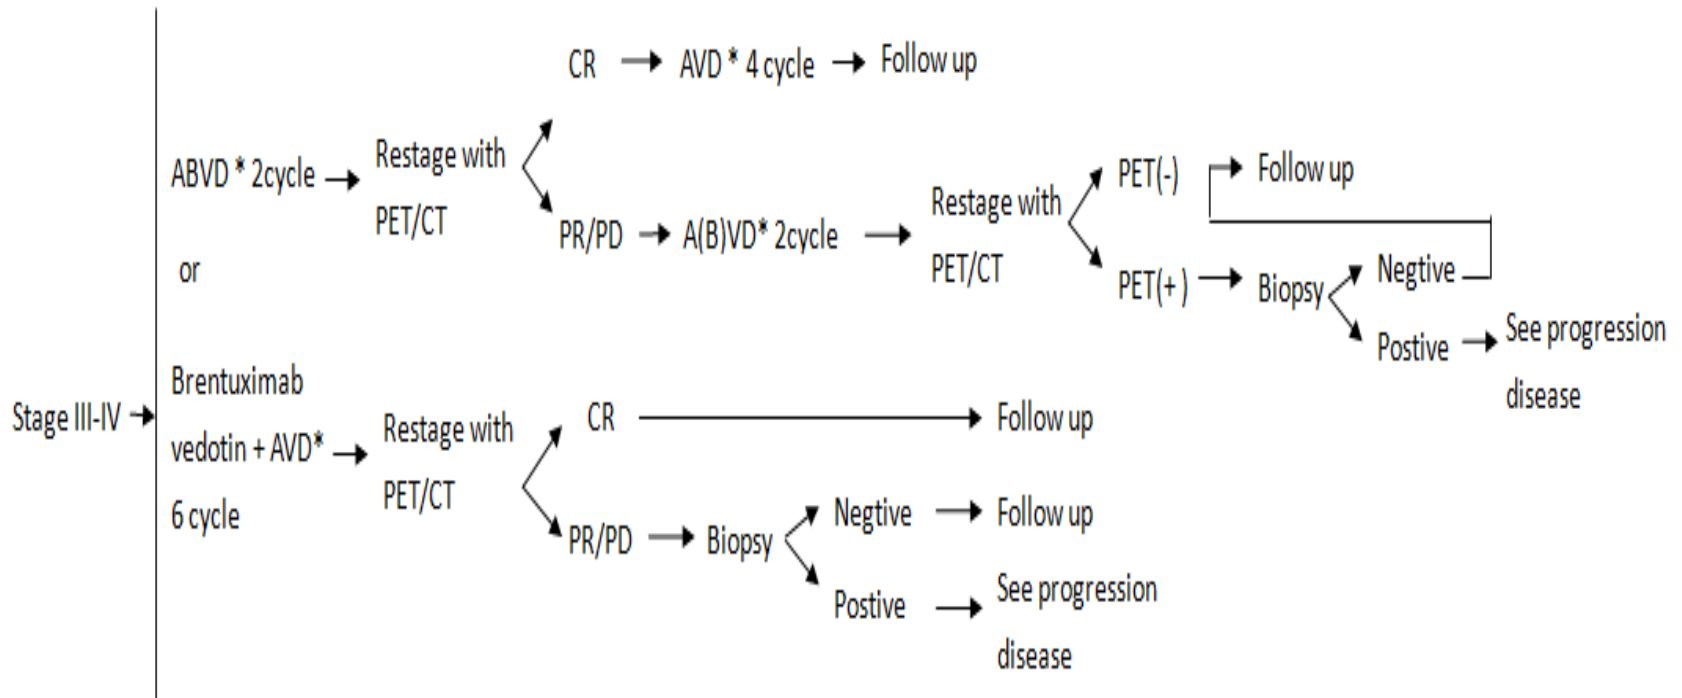 CR
AVD * 4 cycle
Follow up
ABVD * 2cycle
Restage with
PET/CT
PR/PD
A(B)VD* 2cycle
Restage with
PET/CT
PET(-)
Follow up
PET(+ )
Biopsy
Negtive
Postive
See progression
disease
or
Stage III-IV
Brentuximab
vedotin + AVD*
6 cycle
Restage with
PET/CT
CR
Follow up
PR/PD
Biopsy
Negtive
Follow up
Postive
See progression
disease